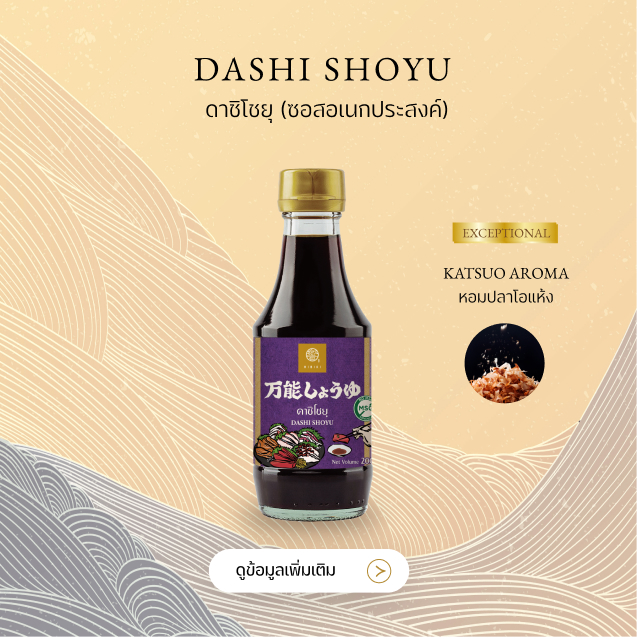 DASHI SHOYU
ดาชิโชยุ (ซอสอเนกประสงค์)
EXCEPTIONAL
KATSUO AROMA
หอมปลาโอแห้ง
万能しょうゆ
ดาชิโชยุ
DASHI SHOYU
Net Volume
ดูข้อมูลเพิ่มเติม